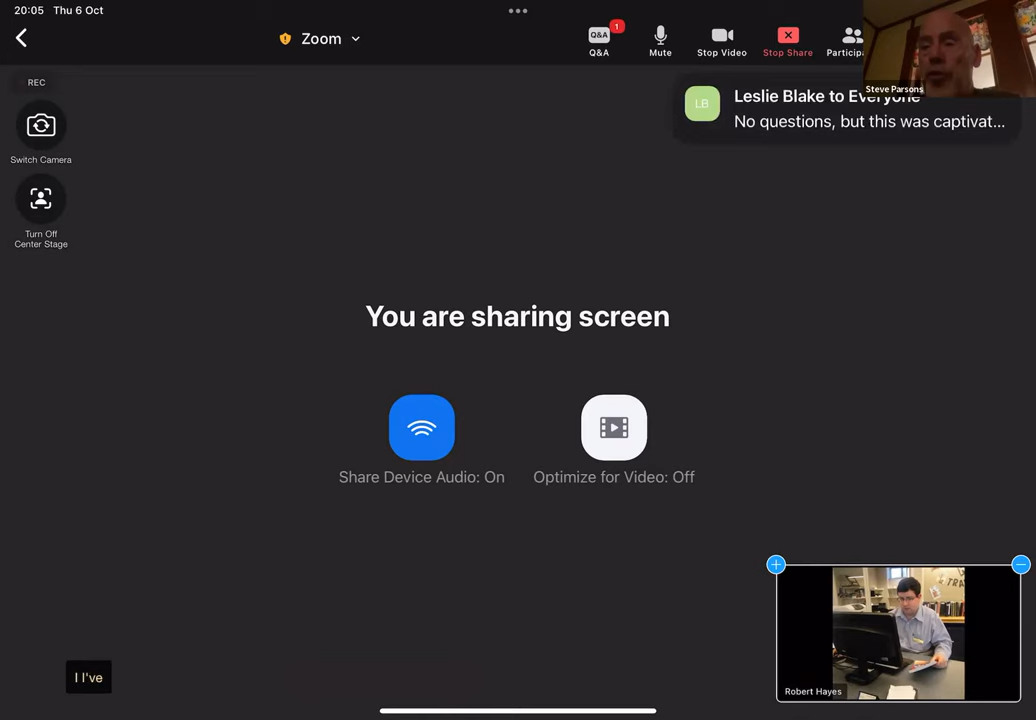 20:05 Thu 6 Oct
Zoom
Q&A
1
Q&A
Mute
Stop Video
Stop Share
Steve Parsons
REC
Switch Camera
Turn Off
Center Stage
LB
Leslie Blake to Everyone
No questions, but this was captivat...
You are sharing screen
Share Device Audio: On
Optimize for Video: Off
Robert Hayes
I I've